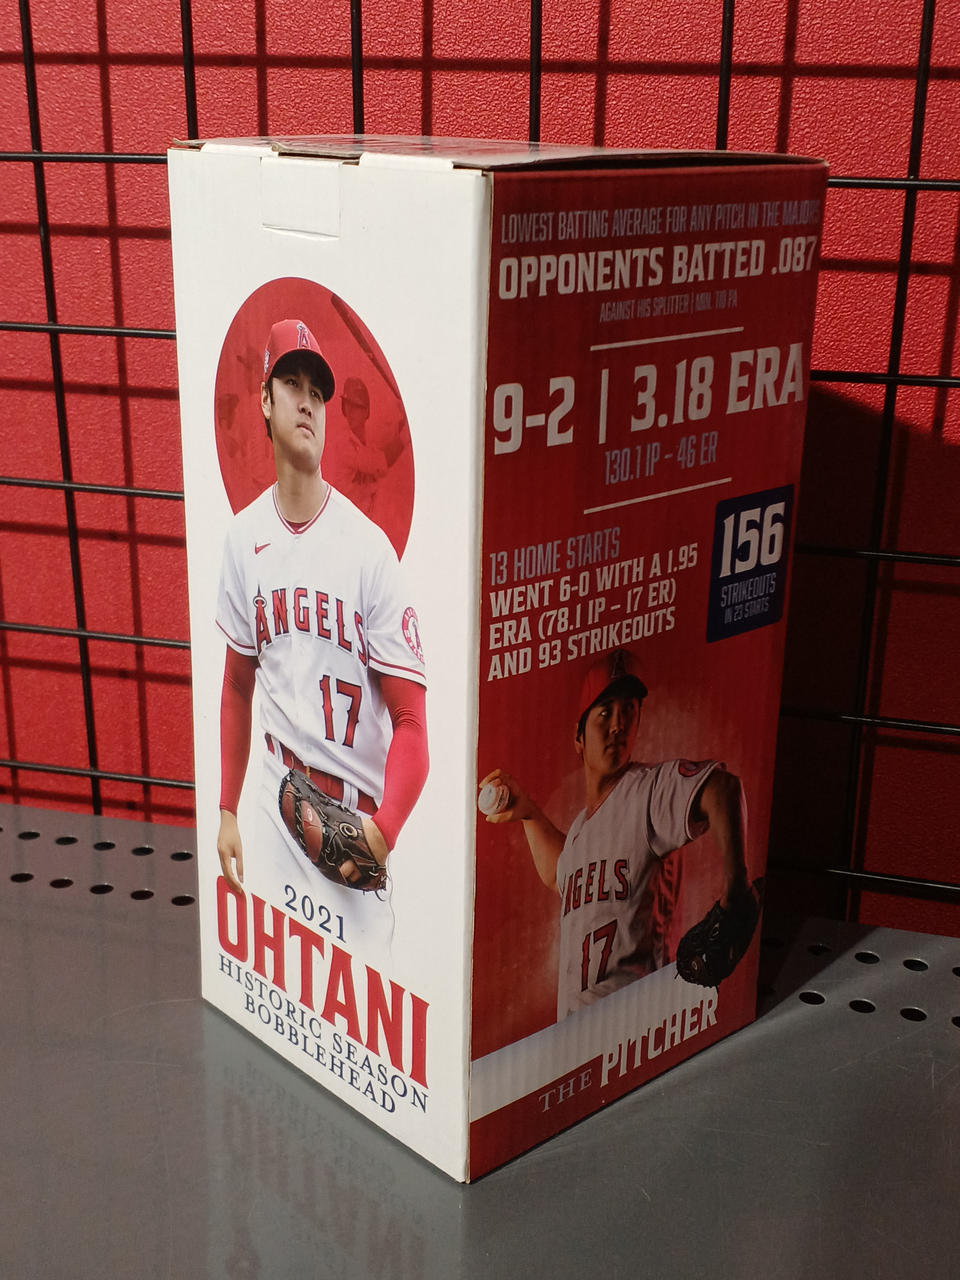 A
ANGELS
17
2021
OHTANI
HISTORIC SEASON
BOBBLEHEAD
LOWEST BATTING AVERAGE FOR ANY PITCH IN THE MAJORS
OPPONENTS BATTED .087
AGAINST HIS SPLITTER | MIN. 110 PA
9-2 | 3.18 ERA
130.1 IP - 46 ER
13 HOME STARTS
WENT 6-0 WITH A 1.95
ERA (78.1 IP - 17 ER)
AND 93 STRIKEOUTS
156
STRIKEOUTS
IN 23 STARTS
NGELS
17
THE PITCHER